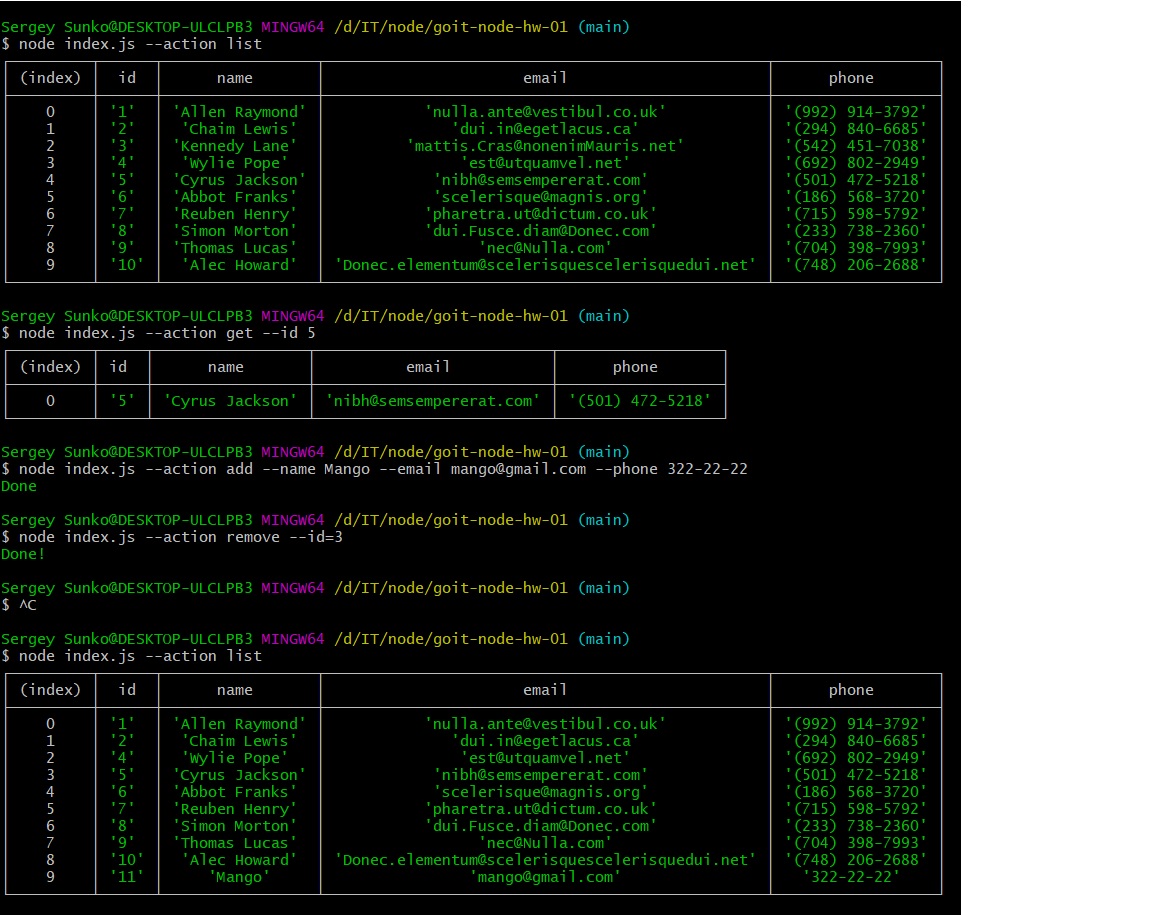 Sergey Sunko@DESKTOP-ULCLPB3 MINGW64 /d/IT/node/goit-node-hw-01 (main)
$ node index.js --action list
(index) id name email phone
0 '1' 'Allen Raymond' 'nulla.ante@vestibul.co.uk' '(992) 914-3792'
1 '2' 'Chaim Lewis' 'dui.in@egetlacus.ca' '(294) 840-6685'
2 '3' 'Kennedy Lane' 'mattis.Cras@nonenimMauris.net' '(542) 451-7038'
3 '4' 'Wylie Pope' 'est@utquamvel.net' '(692) 802-2949'
4 '5' 'Cyrus Jackson' 'nibh@semsempererat.com' '(501) 472-5218'
5 '6' 'Abbot Franks' 'scelerisque@magnis.org' '(186) 568-3720'
6 '7' 'Reuben Henry' 'pharetra.ut@dictum.co.uk' '(715) 598-5792'
7 '8' 'Simon Morton' 'dui.Fusce.diam@Donec.com' '(233) 738-2360'
8 '9' 'Thomas Lucas' 'nec@Nulla.com' '(704) 398-7993'
9 '10' 'Alec Howard' 'Donec.elementum@scelerisquescelerisquedui.net' '(748) 206-2688'
Sergey Sunko@DESKTOP-ULCLPB3 MINGW64 /d/IT/node/goit-node-hw-01 (main)
$ node index.js --action get --id 5
(index) id name email phone
0 '5' 'Cyrus Jackson' 'nibh@semsempererat.com' '(501) 472-5218'
Sergey Sunko@DESKTOP-ULCLPB3 MINGW64 /d/IT/node/goit-node-hw-01 (main)
$ node index.js --action add --name Mango --email mango@gmail.com --phone 322-22-22
Done
Sergey Sunko@DESKTOP-ULCLPB3 MINGW64 /d/IT/node/goit-node-hw-01 (main)
$ node index.js --action remove --id=3
Done!
Sergey Sunko@DESKTOP-ULCLPB3 MINGW64 /d/IT/node/goit-node-hw-01 (main)
$ ^C
Sergey Sunko@DESKTOP-ULCLPB3 MINGW64 /d/IT/node/goit-node-hw-01 (main)
$ node index.js --action list
(index) id name email phone
0 '1' 'Allen Raymond' 'nulla.ante@vestibul.co.uk' '(992) 914-3792'
1 '2' 'Chaim Lewis' 'dui.in@egetlacus.ca' '(294) 840-6685'
2 '4' 'Wylie Pope' 'est@utquamvel.net' '(692) 802-2949'
3 '5' 'Cyrus Jackson' 'nibh@semsempererat.com' '(501) 472-5218'
4 '6' 'Abbot Franks' 'scelerisque@magnis.org' '(186) 568-3720'
5 '7' 'Reuben Henry' 'pharetra.ut@dictum.co.uk' '(715) 598-5792'
6 '8' 'Simon Morton' 'dui.Fusce.diam@Donec.com' '(233) 738-2360'
7 '9' 'Thomas Lucas' 'nec@Nulla.com' '(704) 398-7993'
8 '10' 'Alec Howard' 'Donec.elementum@scelerisquescelerisquedui.net' '(748) 206-2688'
9 '11' 'Mango' 'mango@gmail.com' '322-22-22'